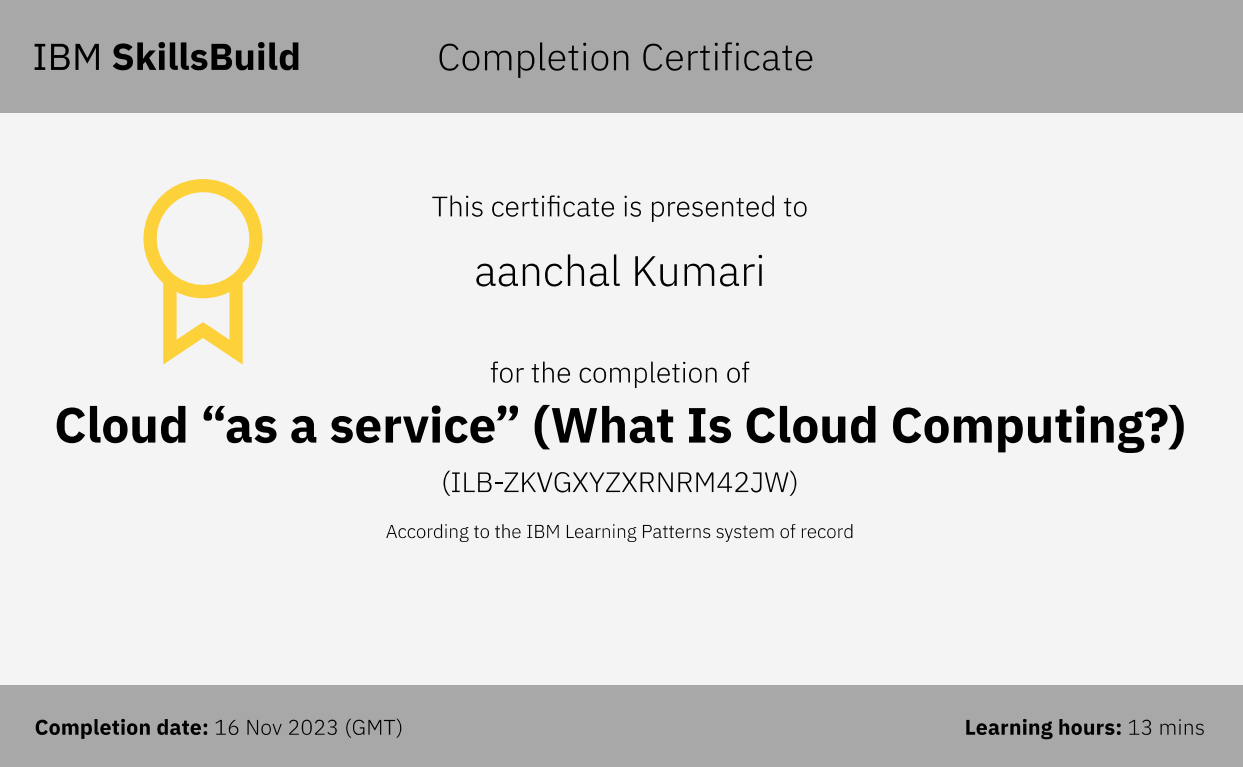 IBM SkillsBuild
Completion Certificate
This certificate is presented to
aanchal Kumari
for the completion of
Cloud “as a service” (What Is Cloud Computing?)
(ILB-ZKVGXYZXRNRM42JW)
According to the IBM Learning Patterns system of record
Completion date: 16 Nov 2023 (GMT)
Learning hours: 13 mins